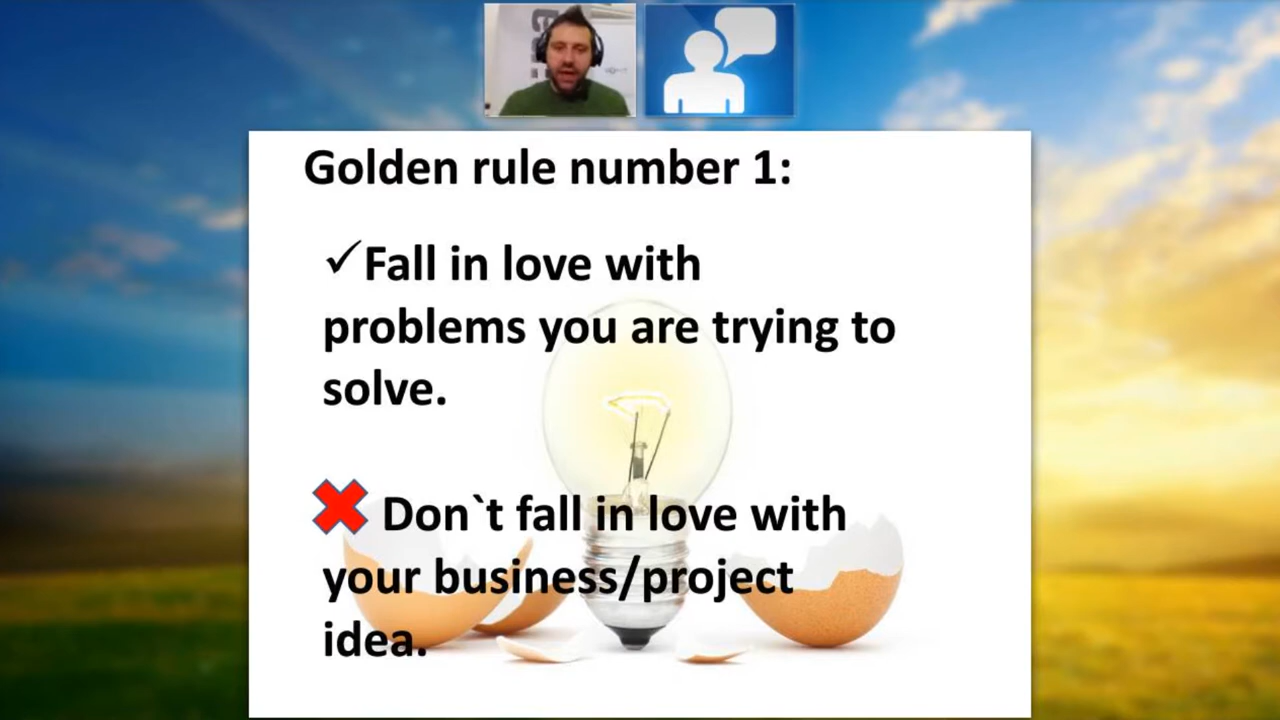 Golden rule number 1:
✓Fall in love with
problems you are trying to
solve.
✖ Don`t fall in love with
your business/project
idea.